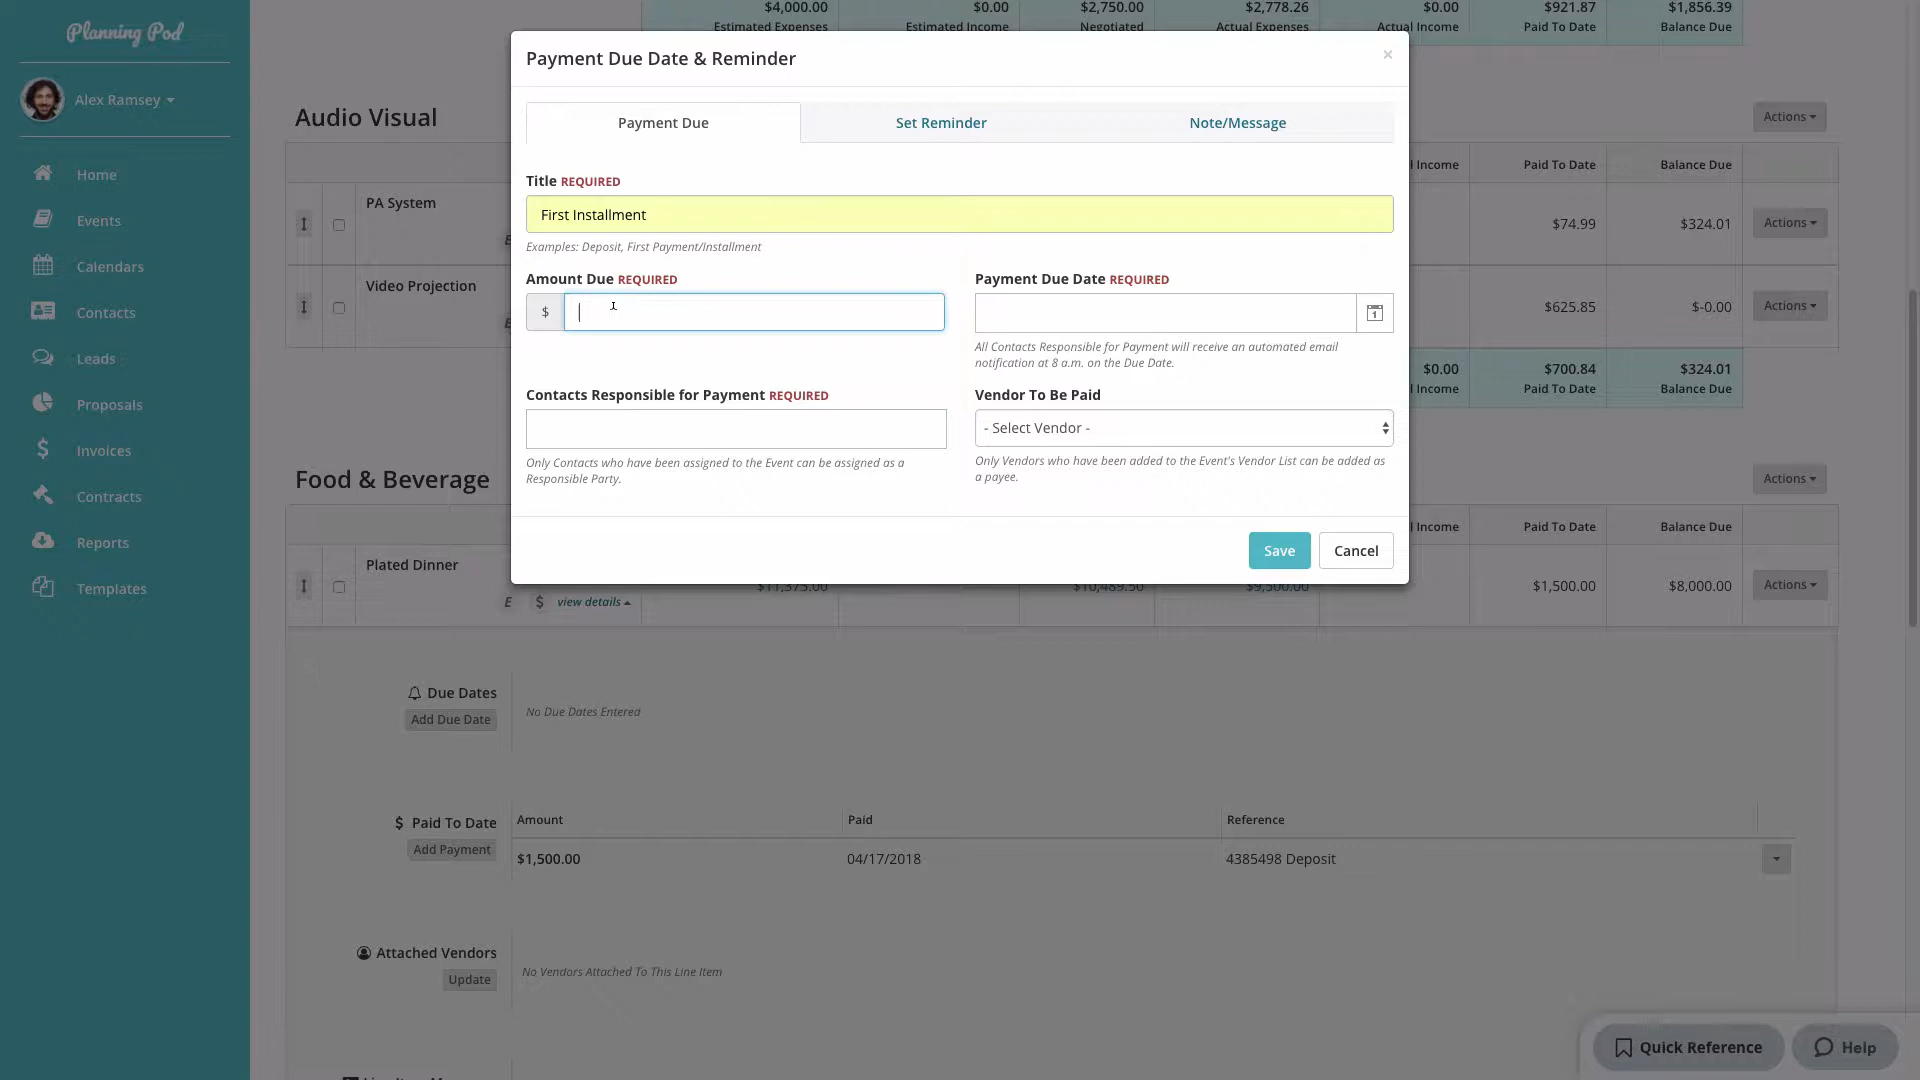 Planning Pod
Alex Ramsey
Home
Events
Calendars
Contacts
Leads
Proposals
Invoices
Contracts
Reports
Templates
$4,000.00 $0.00 $2,750.00 $2,778.26 $0.00 $921.87 $1,856.39
Estimated Expenses Estimated Income Negotiated Actual Expenses Actual Income Paid To Date Balance Due
Payment Due Date & Reminder ×
Payment Due Set Reminder Note/Message
Title REQUIRED
First Installment
Examples: Deposit, First Payment/Installment
Amount Due REQUIRED
$
Payment Due Date REQUIRED
1
All Contacts Responsible for Payment will receive an automated email
notification at 8 a.m. on the Due Date.
Contacts Responsible for Payment REQUIRED
Only Contacts who have been assigned to the Event can be assigned as a
Responsible Party.
Vendor To Be Paid
- Select Vendor -
Only Vendors who have been added to the Event's Vendor List can be added as
a payee.
Save Cancel
Audio Visual Actions
Income Paid To Date Balance Due
PA System $74.99 $324.01 Actions
E
Video Projection $625.85 $-0.00 Actions
E
$0.00 $700.84 $324.01
Income Paid To Date Balance Due
Food & Beverage Actions
Income Paid To Date Balance Due
Plated Dinner $11,375.00 $10,489.50 $9,500.00 $1,500.00 $8,000.00 Actions
E $ view details
Due Dates
Add Due Date
No Due Dates Entered
$ Paid To Date
Add Payment
Amount Paid Reference
$1,500.00 04/17/2018 4385498 Deposit
Attached Vendors
Update
No Vendors Attached To This Line Item
Quick Reference
Help